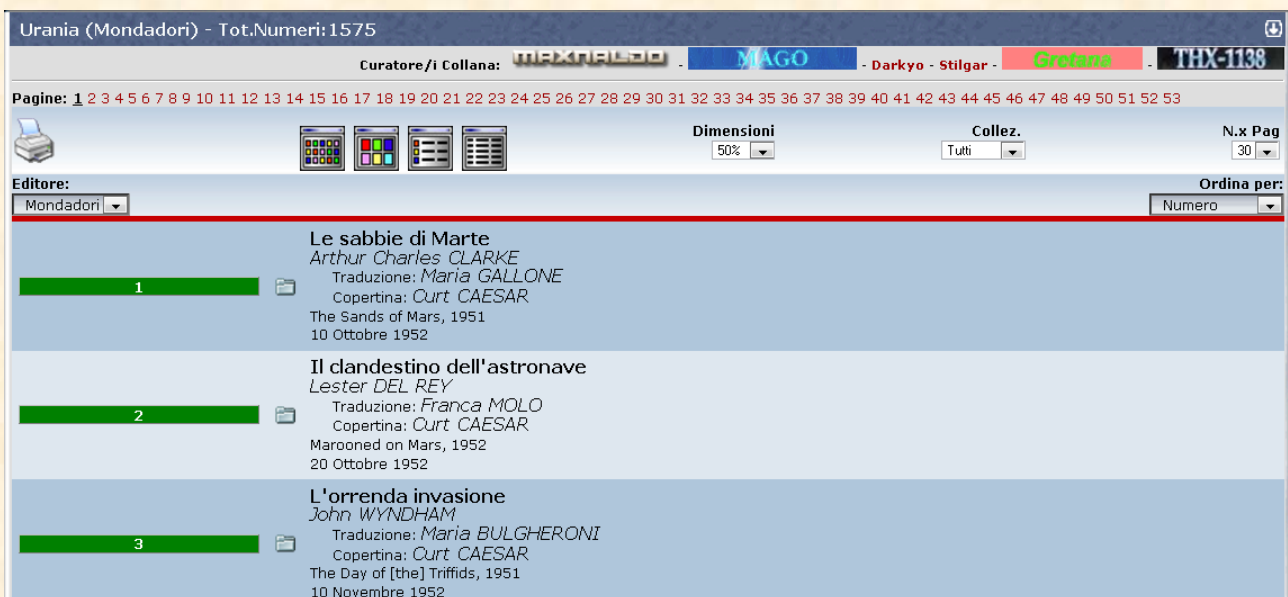 Urania (Mondadori) - Tot.Numeri:1575
Curatore/i Collana: MAXNALDO - MAGO - Darkyo - Stilgar - Gretana - THX-1138
Pagine: 1 2 3 4 5 6 7 8 9 10 11 12 13 14 15 16 17 18 19 20 21 22 23 24 25 26 27 28 29 30 31 32 33 34 35 36 37 38 39 40 41 42 43 44 45 46 47 48 49 50 51 52 53
Dimensioni Collez. N.x Pag
50% Tutti 30
Editore: Ordina per:
Mondadori Numero
Le sabbie di Marte
Arthur Charles CLARKE
Traduzione: Maria GALLONE
1
Copertina: Curt CAESAR
The Sands of Mars, 1951
10 Ottobre 1952
Il clandestino dell'astronave
Lester DEL REY
Traduzione: Franca MOLO
2
Copertina: Curt CAESAR
Marooned on Mars, 1952
20 Ottobre 1952
L'orrenda invasione
John WYNDHAM
Traduzione: Maria BULGHERONI
3
Copertina: Curt CAESAR
The Day of [the] Triffids, 1951
10 Novembre 1952